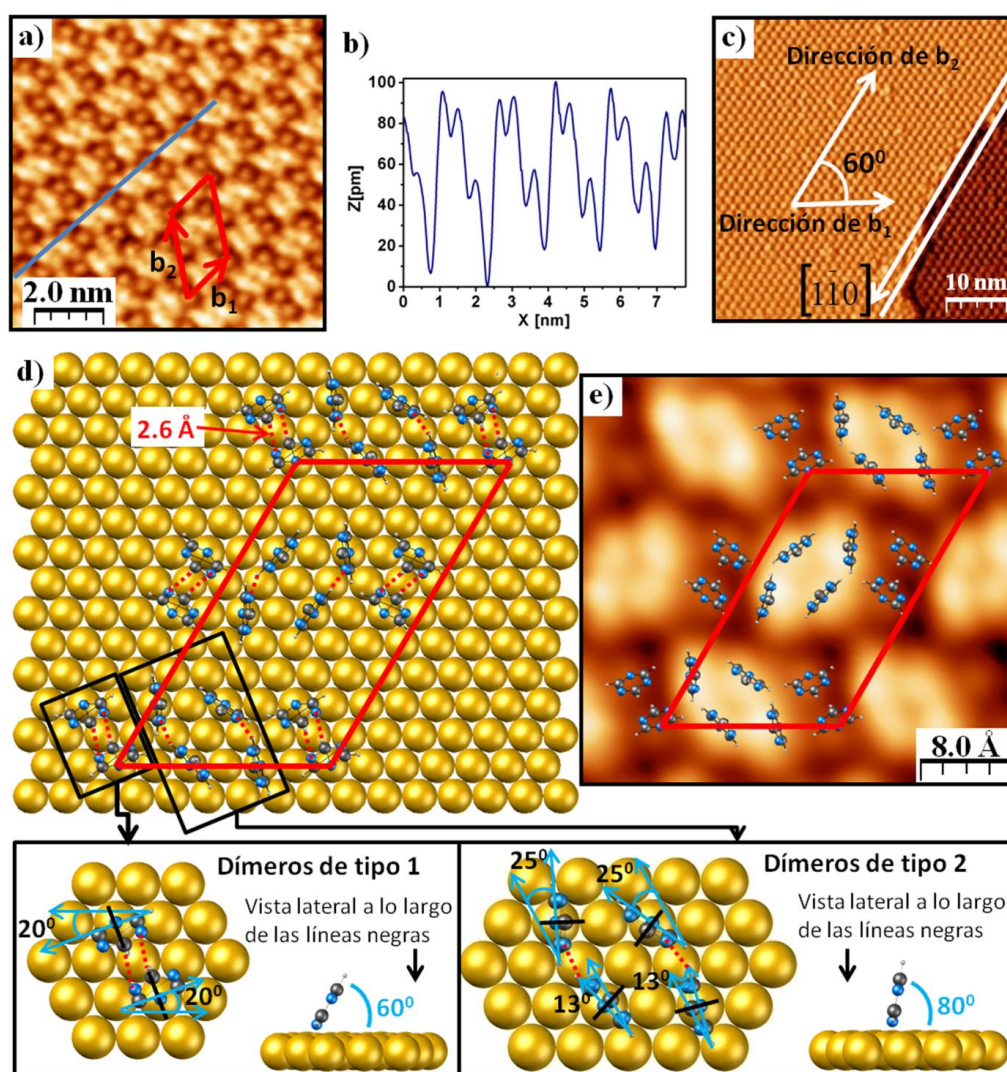 a)
b₂
b₁
2.0 nm
b)
Z[pm]
100
80
60
40
20
0
0 1 2 3 4 5 6 7
X [nm]
c)
Dirección de b₂
60⁰
Dirección de b₁
[1̄10]
10 nm
d)
2.6 Å
e)
8.0 Å
Dímeros de tipo 1
20⁰
20⁰
Vista lateral a lo largo
de las líneas negras
60⁰
Dímeros de tipo 2
25⁰
25⁰
13⁰
13⁰
Vista lateral a lo largo
de las líneas negras
80⁰